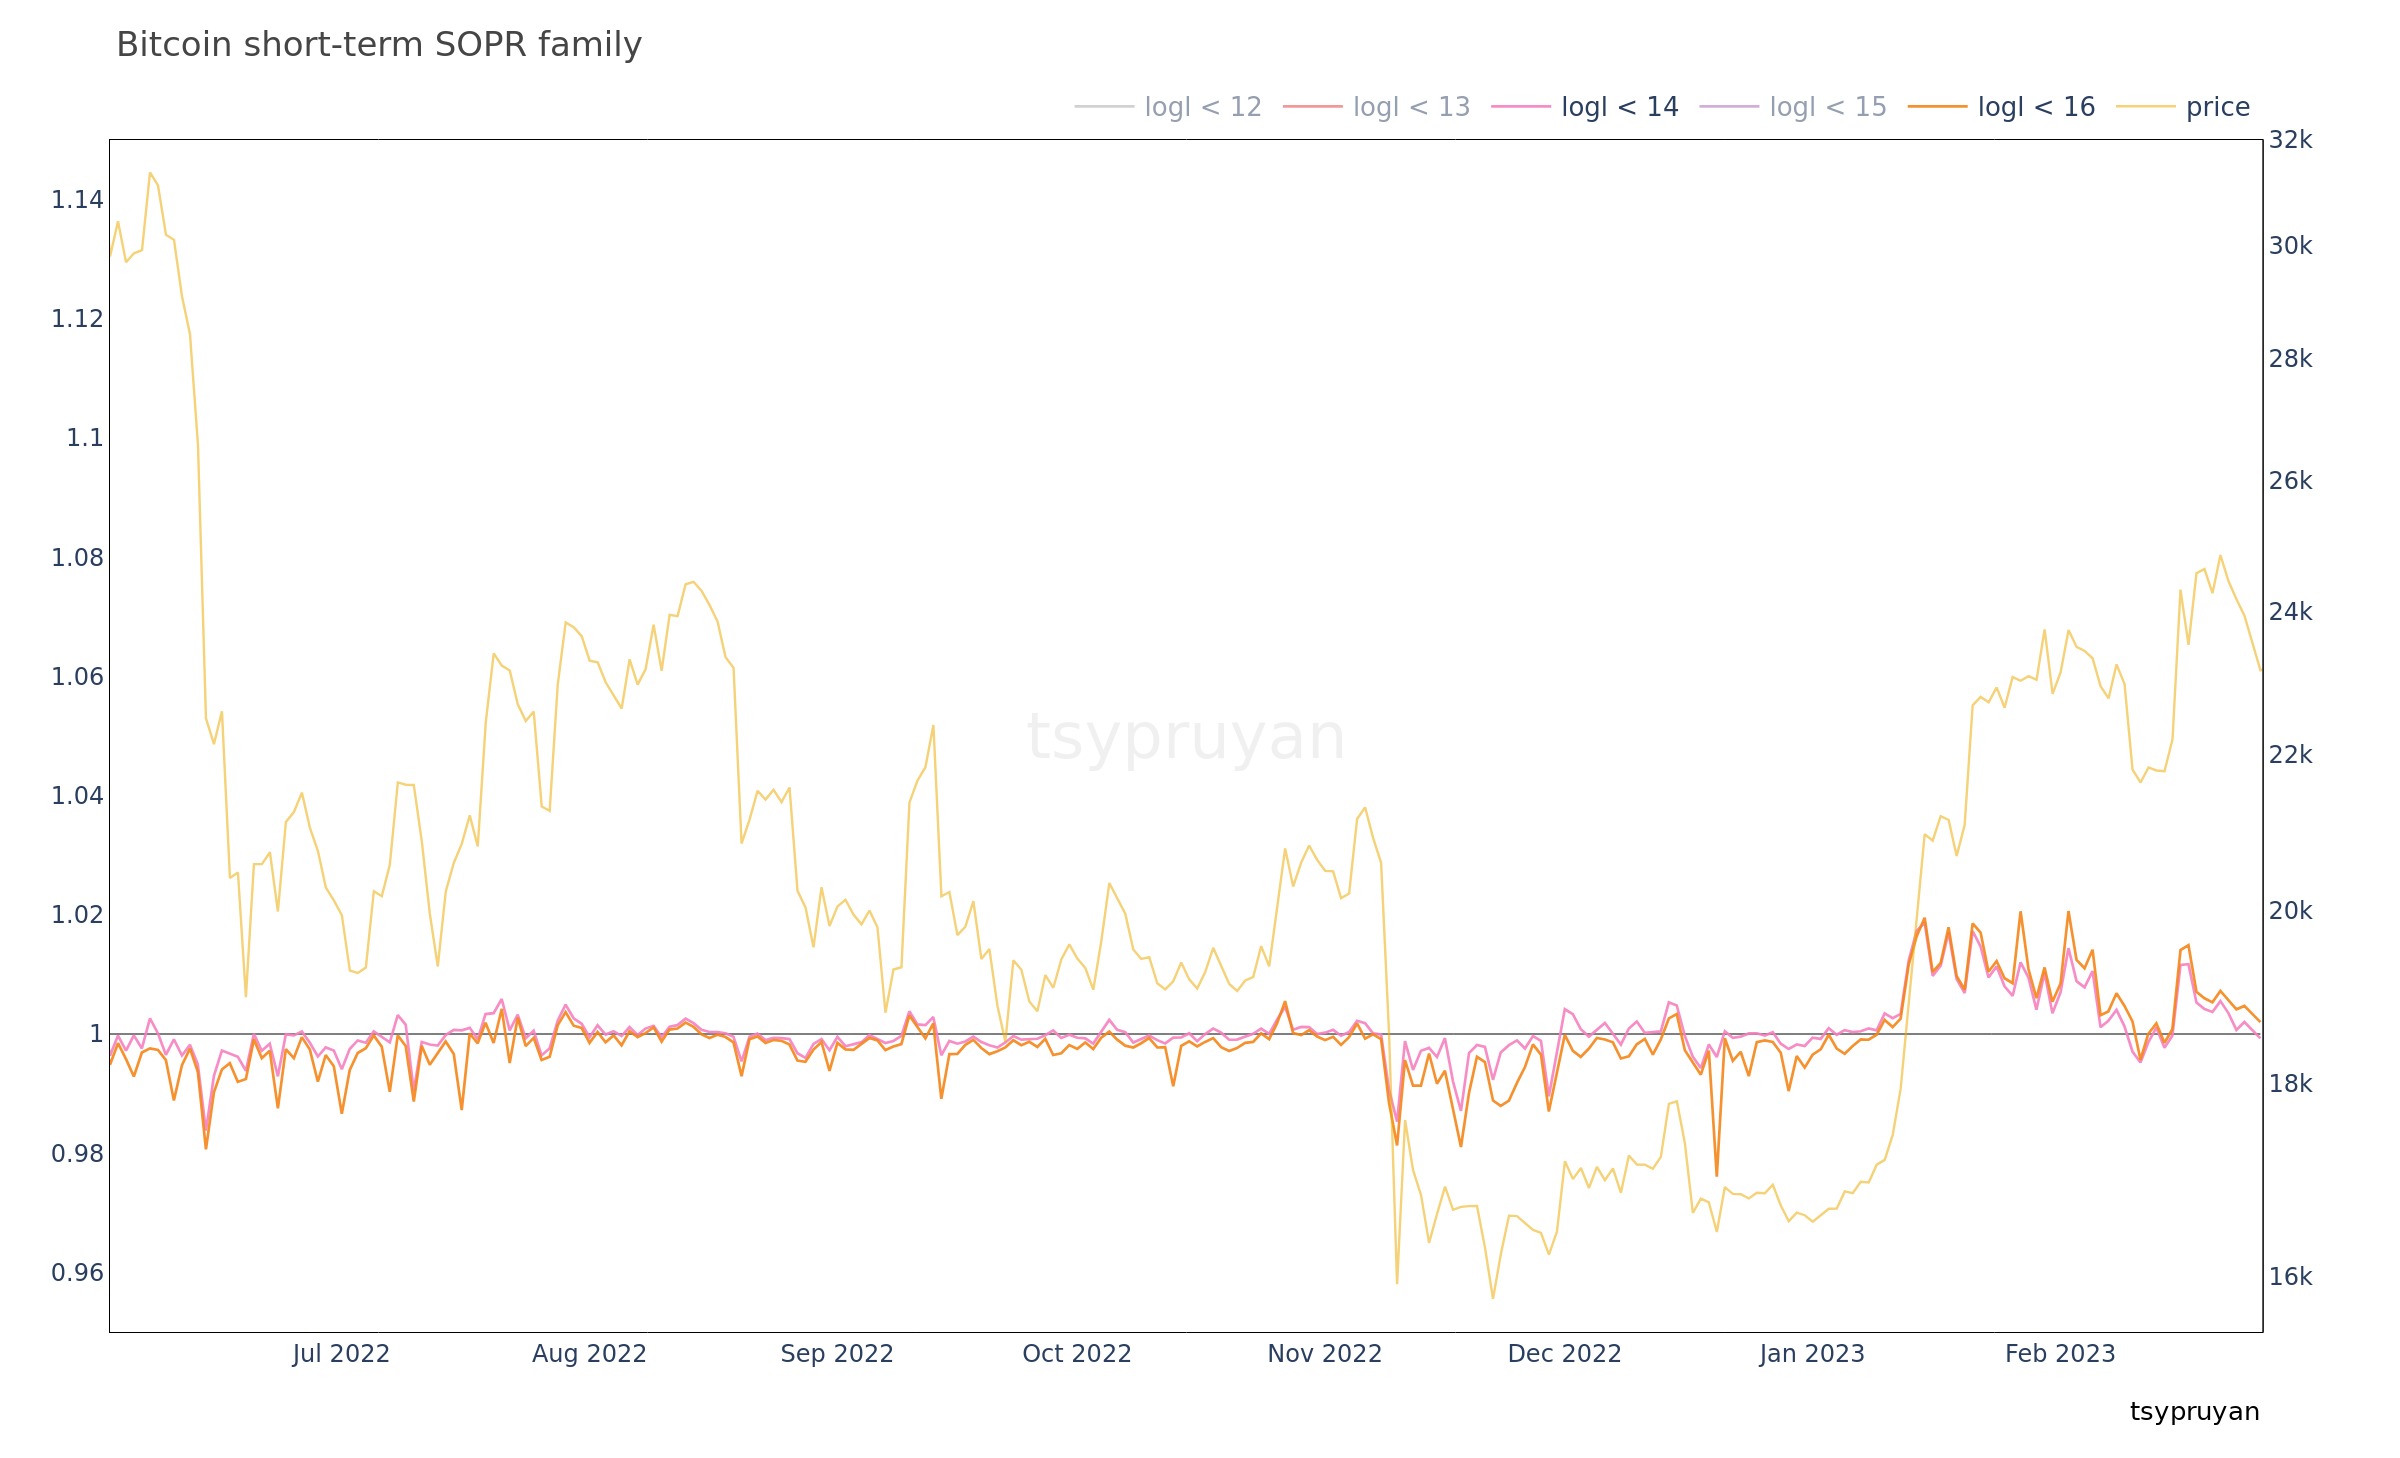 Bitcoin short-term SOPR family
logl < 12 logl < 13 logl < 14 logl < 15 logl < 16 price
32k
1.14
30k
1.12
28k
1.1
26k
1.08
24k
1.06
tsypruyan
22k
1.04
1.02
20k
1
18k
0.98
0.96
16k
Jul 2022 Aug 2022 Sep 2022 Oct 2022 Nov 2022 Dec 2022 Jan 2023 Feb 2023
tsypruyan